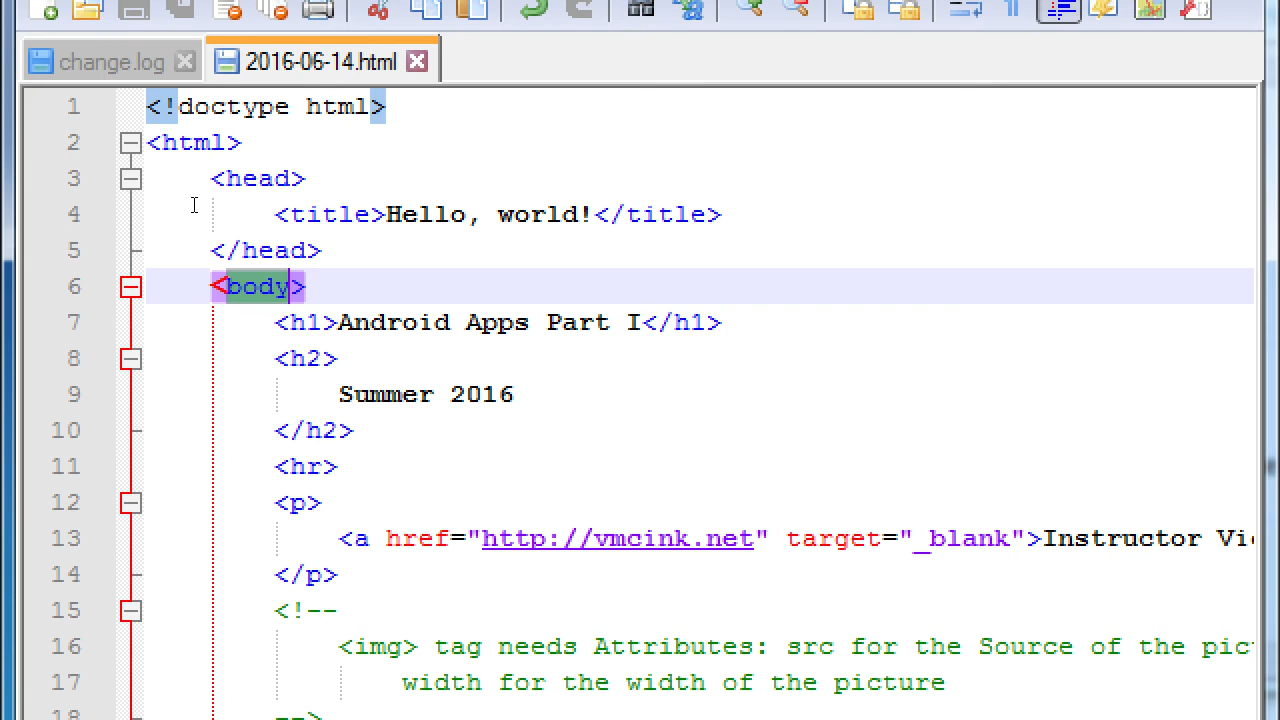 change.log
2016-06-14.html
1 <!doctype html>
2 <html>
3 <head>
4 <title>Hello, world!</title>
5 </head>
6 <body>
7 <h1>Android Apps Part I</h1>
8 <h2>
9 Summer 2016
10 </h2>
11 <hr>
12 <p>
13 <a href="http://vmcink.net" target="_blank">Instructor
14 </p>
15 <!--
16 <img> tag needs Attributes: src for the Source of the
17 width for the width of the picture
18 -->